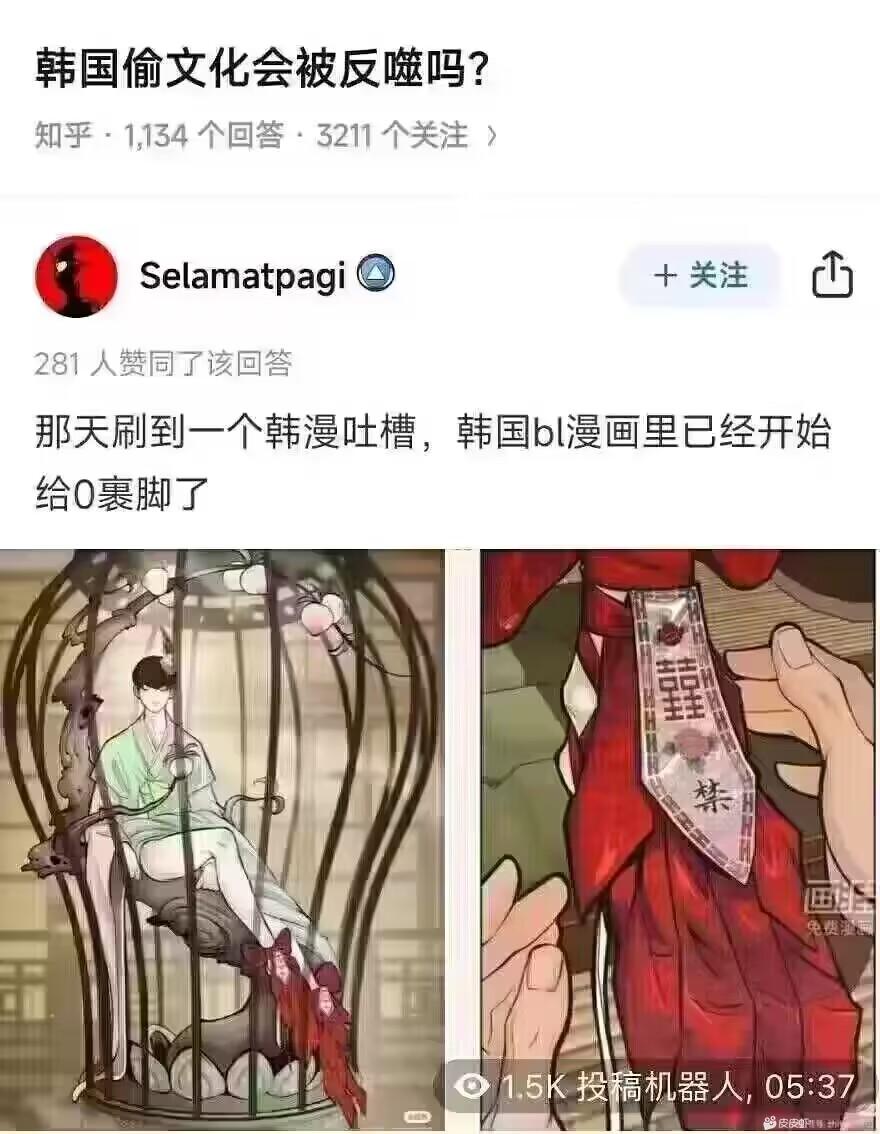 韩国偷文化会被反噬吗?
知乎 · 1,134 个回答 · 3211 个关注 >
Selamatpagi
+ 关注
281 人赞同了该回答
那天刷到一个韩漫吐槽，韩国bl漫画里已经开始
给0裹脚了
囍
禁
免费漫画
1.5K 投稿机器人, 05:37
皮皮虾